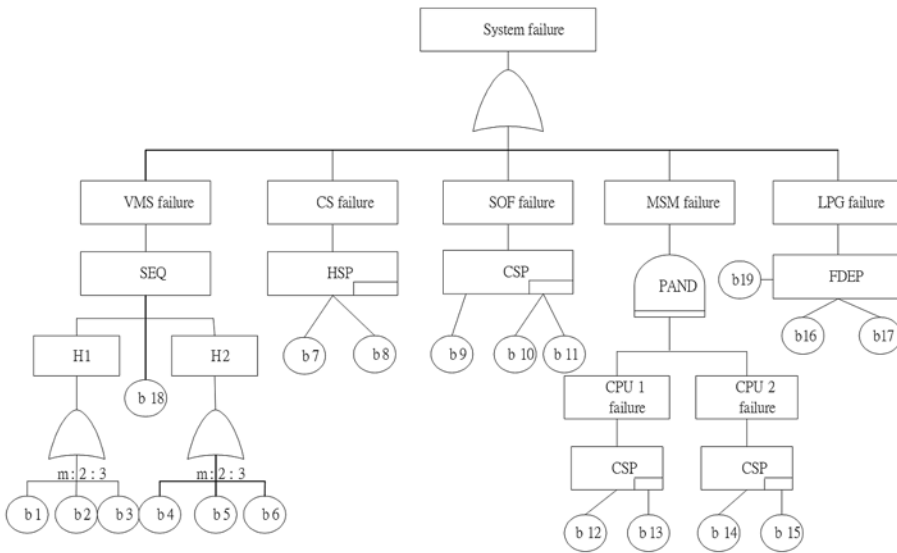 System failure
VMS failure
CS failure
SOF failure
MSM failure
LPG failure
SEQ
HSP
CSP
PAND
b19
FDEP
H1
H2
b 18
b 7
b 8
b 9
b 10
b 11
b16
b17
CPU 1
failure
CPU 2
failure
m: 2 : 3
m: 2 : 3
CSP
CSP
b 1
b 2
b 3
b 4
b 5
b 6
b 12
b 13
b 14
b 15